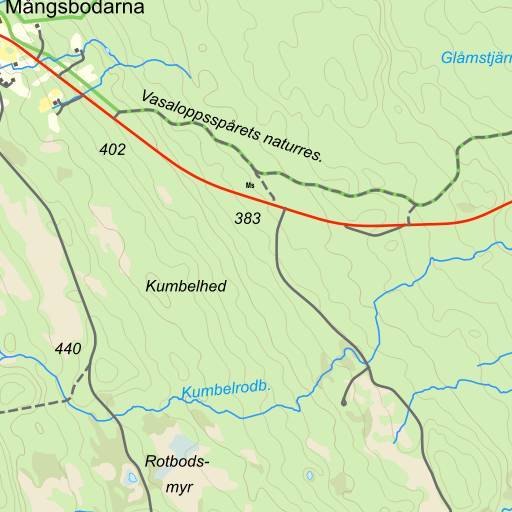 Mångsbodarna
Glåmstjärn
Vasaloppsspårets naturres.
402
Ms
383
Kumbelhed
440
Kumbelrodb.
Rotbods-
myr